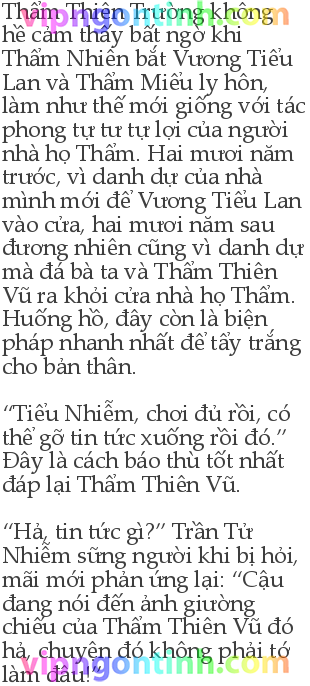 Thẩm Thiên Trường không
hề cảm thấy bất ngờ khi
Thẩm Nhiên bắt Vương Tiểu
Lan và Thẩm Miểu ly hôn,
làm như thế mới giống với tác
phong tự tư tự lợi của người
nhà họ Thẩm. Hai mươi năm
trước, vì danh dự của nhà
mình mới để Vương Tiểu Lan
vào cửa, hai mươi năm sau
đương nhiên cũng vì danh dự
mà đá bà ta và Thẩm Thiên
Vũ ra khỏi cửa nhà họ Thẩm.
Huống hồ, đây còn là biện
pháp nhanh nhất để tẩy trắng
cho bản thân.
“Tiểu Nhiễm, chơi đủ rồi, có
thể gỡ tin tức xuống rồi đó.”
Đây là cách báo thù tốt nhất
đáp lại Thẩm Thiên Vũ.
“Hả, tin tức gì?” Trần Tử
Nhiễm sững người khi bị hỏi,
mãi mới phản ứng lại: “Cậu
đang nói đến ảnh giường
chiếu của Thẩm Thiên Vũ đó
hả, chuyện đó không phải tớ
làm đâu!”
vipngontinh.com
vipngontinh.com